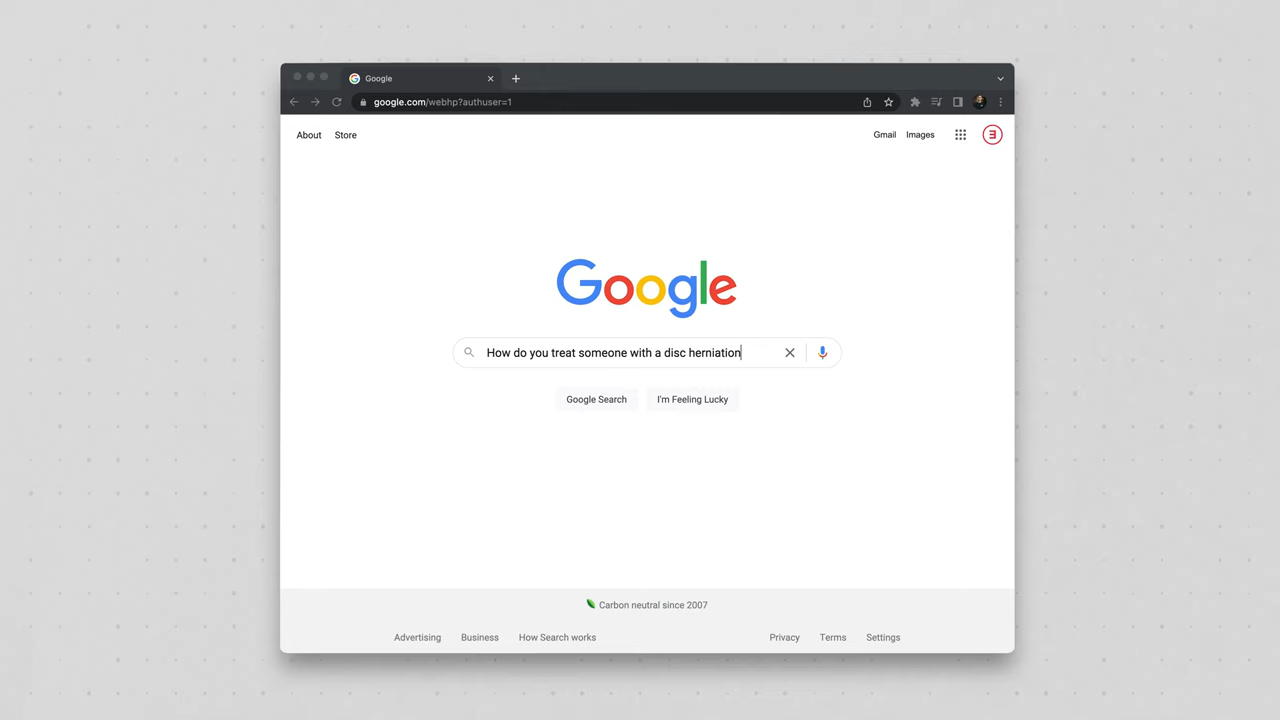 Google
google.com/webhp?authuser=1
About Store
Gmail Images
Google
How do you treat someone with a disc herniation
Google Search I'm Feeling Lucky
Carbon neutral since 2007
Advertising Business How Search works
Privacy Terms Settings